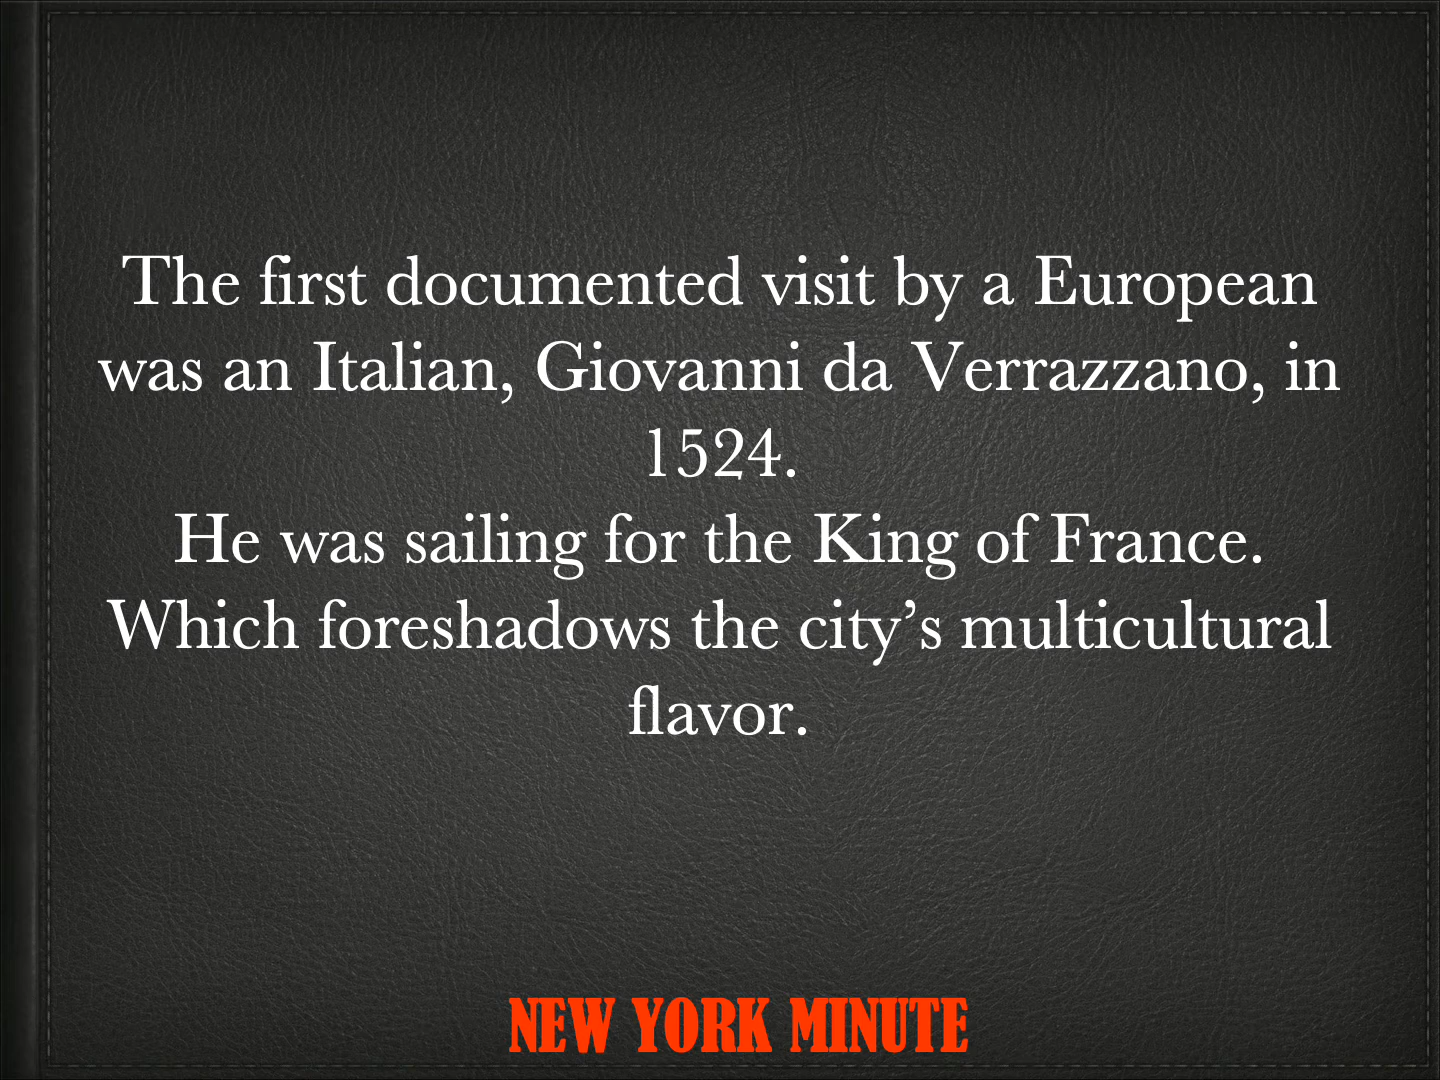 The first documented visit by a European
was an Italian, Giovanni da Verrazzano, in
1524.
He was sailing for the King of France.
Which foreshadows the city’s multicultural
flavor.
NEW YORK MINUTE